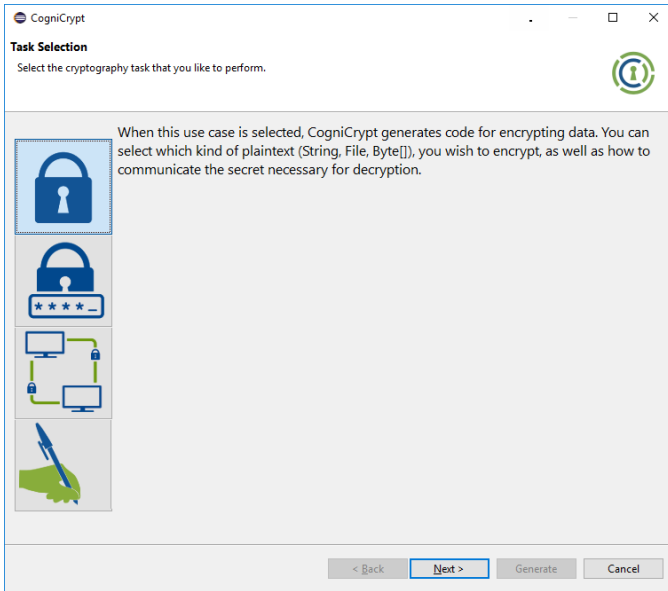 CogniCrypt
Task Selection
Select the cryptography task that you like to perform.
When this use case is selected, CogniCrypt generates code for encrypting data. You can
select which kind of plaintext (String, File, Byte[]), you wish to encrypt, as well as how to
communicate the secret necessary for decryption.
****_
< Back Next > Generate Cancel